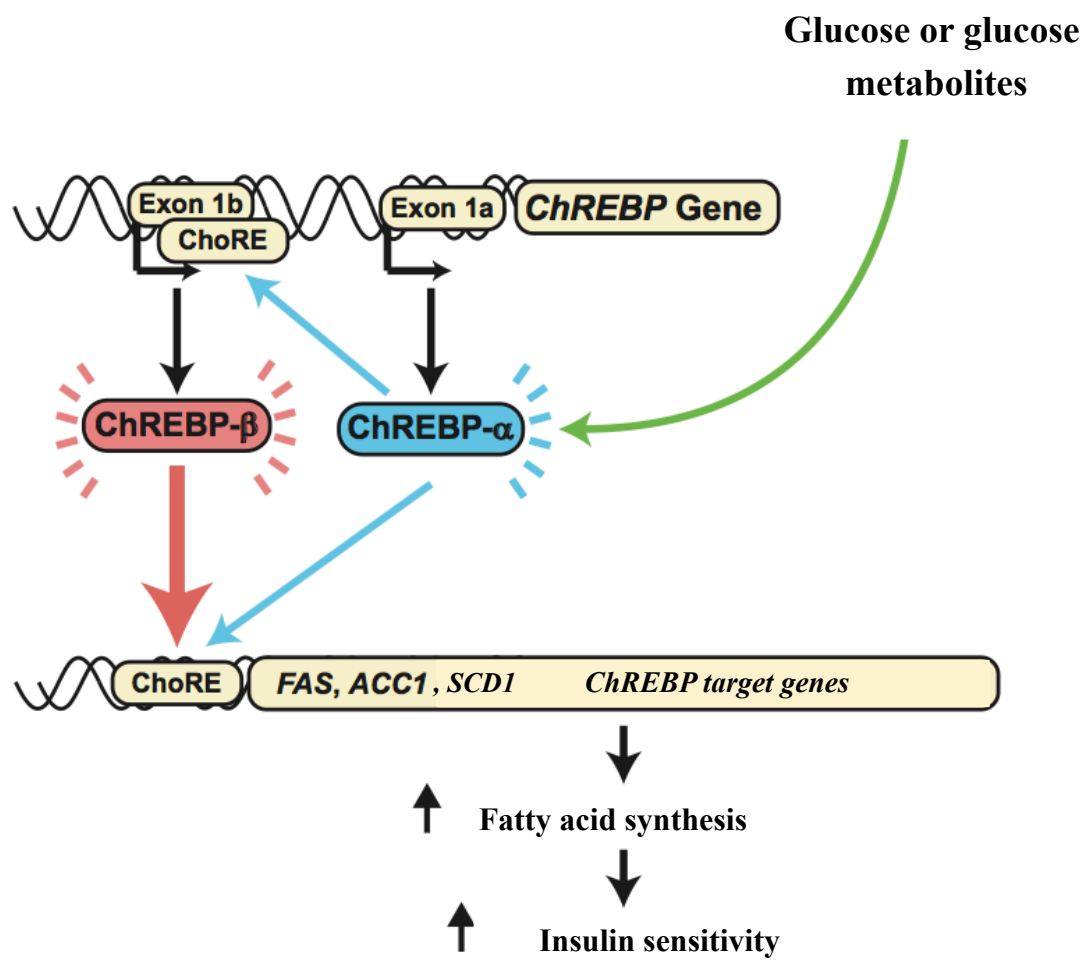 Glucose or glucose
metabolites
Exon 1b
ChoRE
Exon 1a
ChREBP Gene
ChREBP-β
ChREBP-α
ChoRE
FAS, ACC1, SCD1 ChREBP target genes
Fatty acid synthesis
Insulin sensitivity